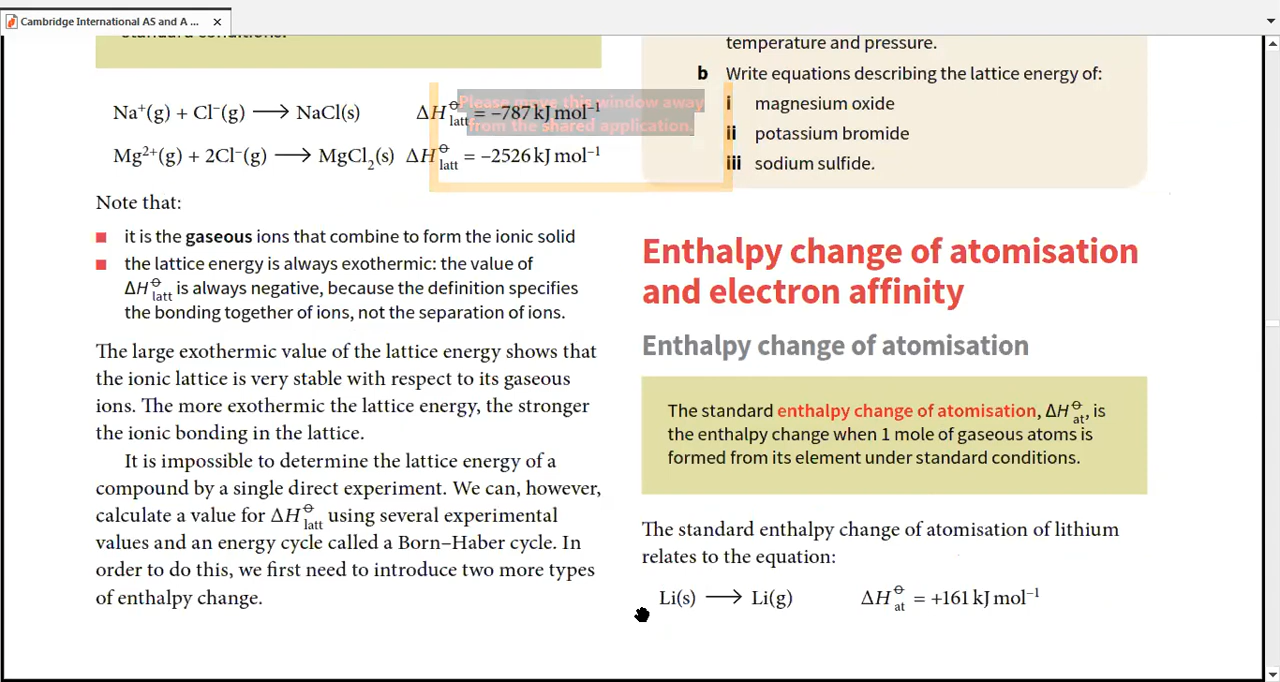 Cambridge International AS and A ...
standard conditions.
Na⁺(g) + Cl⁻(g) ⟶ NaCl(s) ΔH⦵latt = –787 kJ mol⁻¹
Mg²⁺(g) + 2Cl⁻(g) ⟶ MgCl₂(s) ΔH⦵latt = –2526 kJ mol⁻¹
Please move this window away
from the shared application.
Note that:
■ it is the gaseous ions that combine to form the ionic solid
■ the lattice energy is always exothermic: the value of
ΔH⦵latt is always negative, because the definition specifies
the bonding together of ions, not the separation of ions.
The large exothermic value of the lattice energy shows that
the ionic lattice is very stable with respect to its gaseous
ions. The more exothermic the lattice energy, the stronger
the ionic bonding in the lattice.
It is impossible to determine the lattice energy of a
compound by a single direct experiment. We can, however,
calculate a value for ΔH⦵latt using several experimental
values and an energy cycle called a Born–Haber cycle. In
order to do this, we first need to introduce two more types
of enthalpy change.
temperature and pressure.
b Write equations describing the lattice energy of:
i magnesium oxide
ii potassium bromide
iii sodium sulfide.
Enthalpy change of atomisation
and electron affinity
Enthalpy change of atomisation
The standard enthalpy change of atomisation, ΔH⦵at, is
the enthalpy change when 1 mole of gaseous atoms is
formed from its element under standard conditions.
The standard enthalpy change of atomisation of lithium
relates to the equation:
Li(s) ⟶ Li(g) ΔH⦵at = +161 kJ mol⁻¹